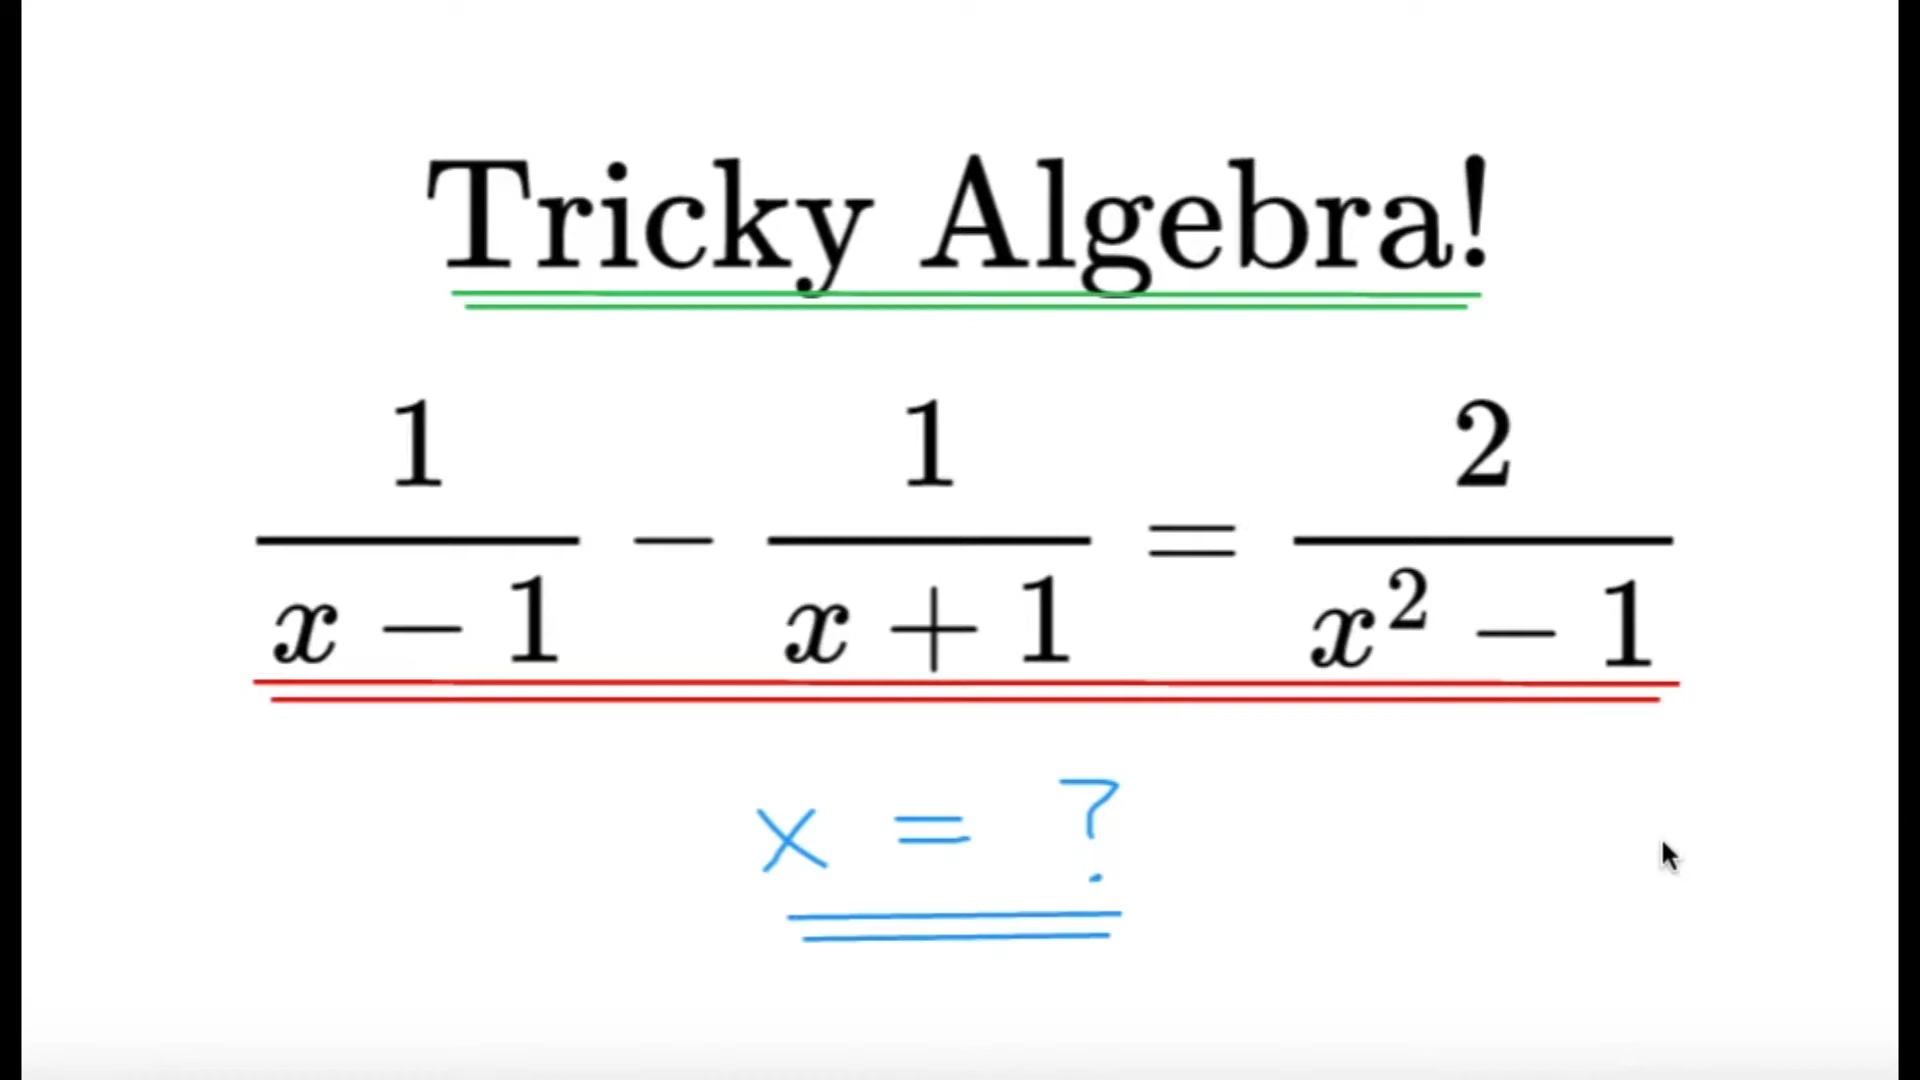 Tricky Algebra!
1/(x − 1) − 1/(x + 1) = 2/(x² − 1)
x = ?